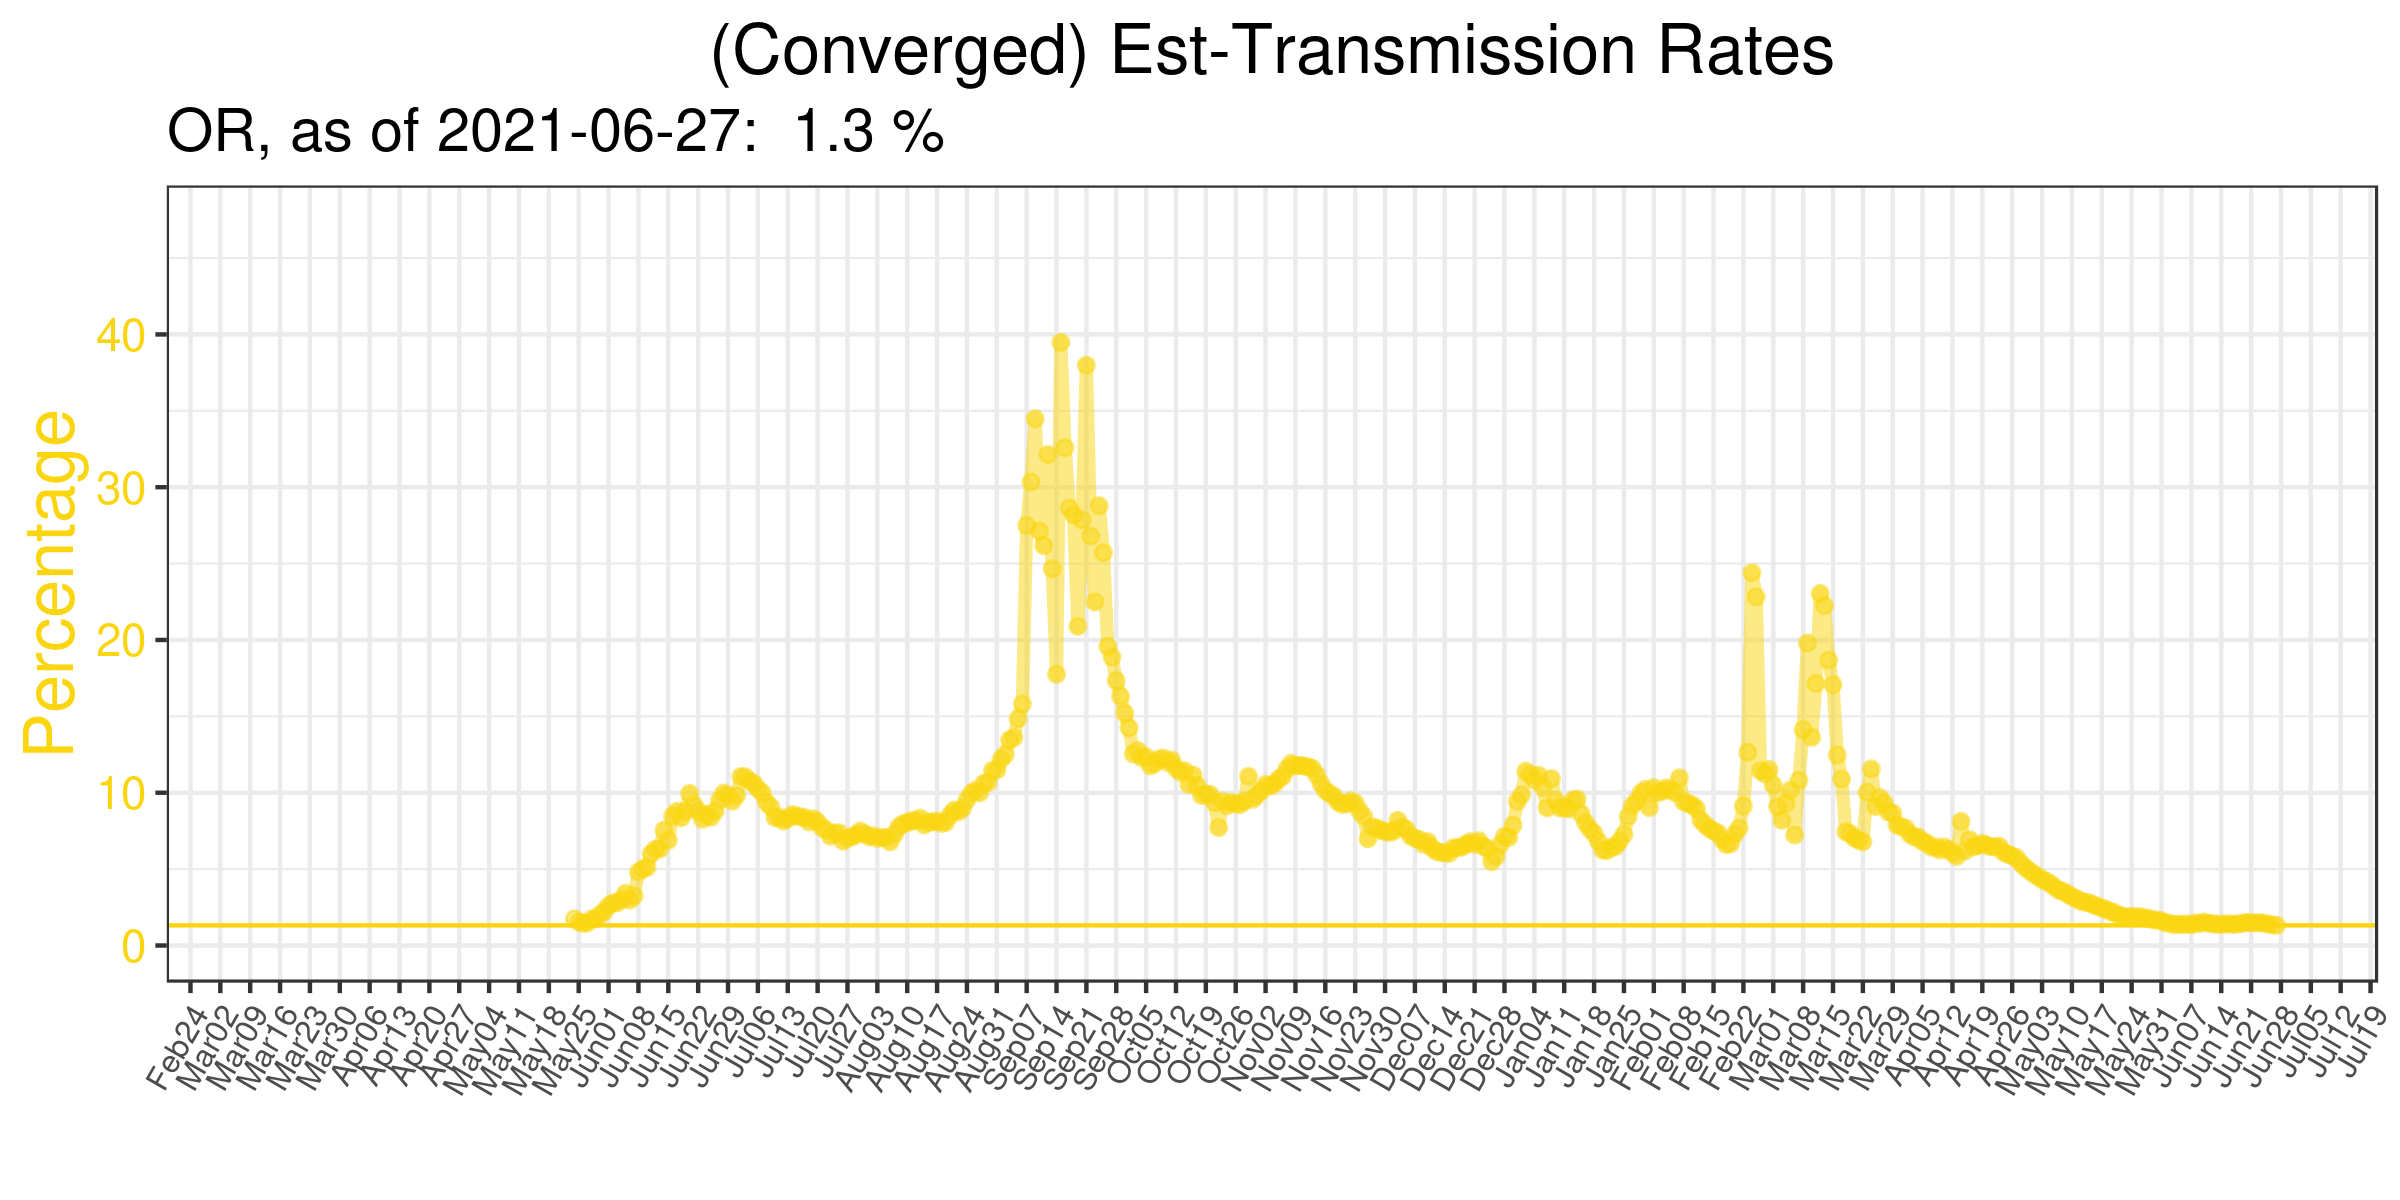 (Converged) Est-Transmission Rates
OR, as of 2021-06-27: 1.3 %
Percentage
40
30
20
10
0
Feb24
Mar02
Mar09
Mar16
Mar23
Mar30
Apr06
Apr13
Apr20
Apr27
May04
May11
May18
May25
Jun01
Jun08
Jun15
Jun22
Jun29
Jul06
Jul13
Jul20
Jul27
Aug03
Aug10
Aug17
Aug24
Aug31
Sep07
Sep14
Sep21
Sep28
Oct05
Oct12
Oct19
Oct26
Nov02
Nov09
Nov16
Nov23
Nov30
Dec07
Dec14
Dec21
Dec28
Jan04
Jan11
Jan18
Jan25
Feb01
Feb08
Feb15
Feb22
Mar01
Mar08
Mar15
Mar22
Mar29
Apr05
Apr12
Apr19
Apr26
May03
May10
May17
May24
May31
Jun07
Jun14
Jun21
Jun28
Jul05
Jul12
Jul19